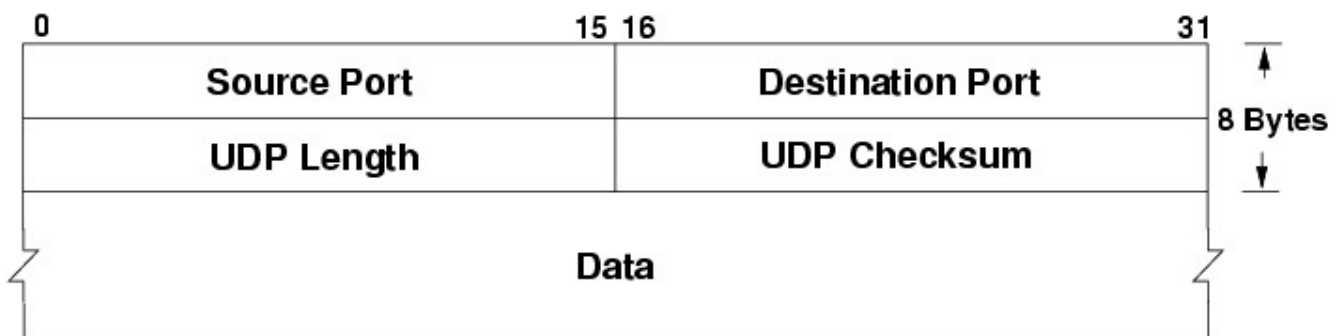 0 15 16 31
Source Port Destination Port
8 Bytes
UDP Length UDP Checksum
Data